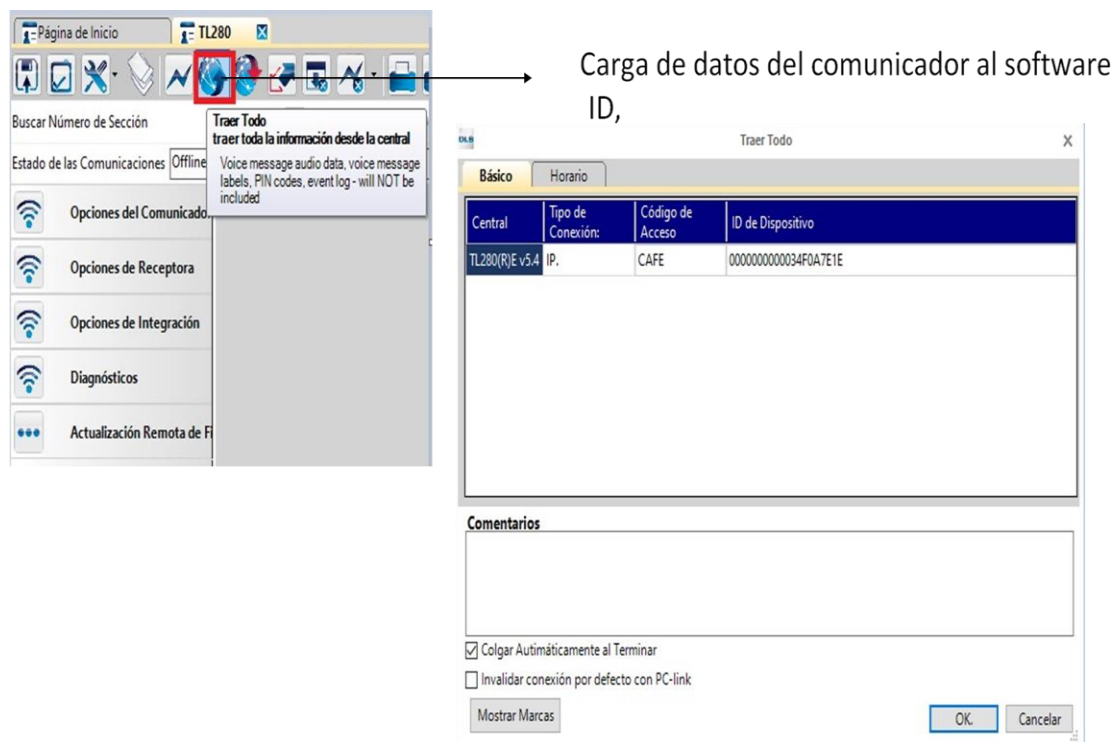 Página de Inicio
TL280
Carga de datos del comunicador al software
ID,
Buscar Número de Sección
Traer Todo
traer toda la información desde la central
Estado de las Comunicaciones Offline
Voice message audio data, voice message
labels, PIN codes, event log - will NOT be
included
Opciones del Comunicado
Opciones de Receptora
Opciones de Integración
Diagnósticos
Actualización Remota de Fi
DLS
Traer Todo
Básico
Horario
Central
Tipo de
Conexión:
Código de
Acceso
ID de Dispositivo
TL280(R)E v5.4
IP.
CAFE
0000000000034F0A7E1E
Comentarios
Colgar Autimáticamente al Terminar
Invalidar conexión por defecto con PC-link
Mostrar Marcas
OK.
Cancelar